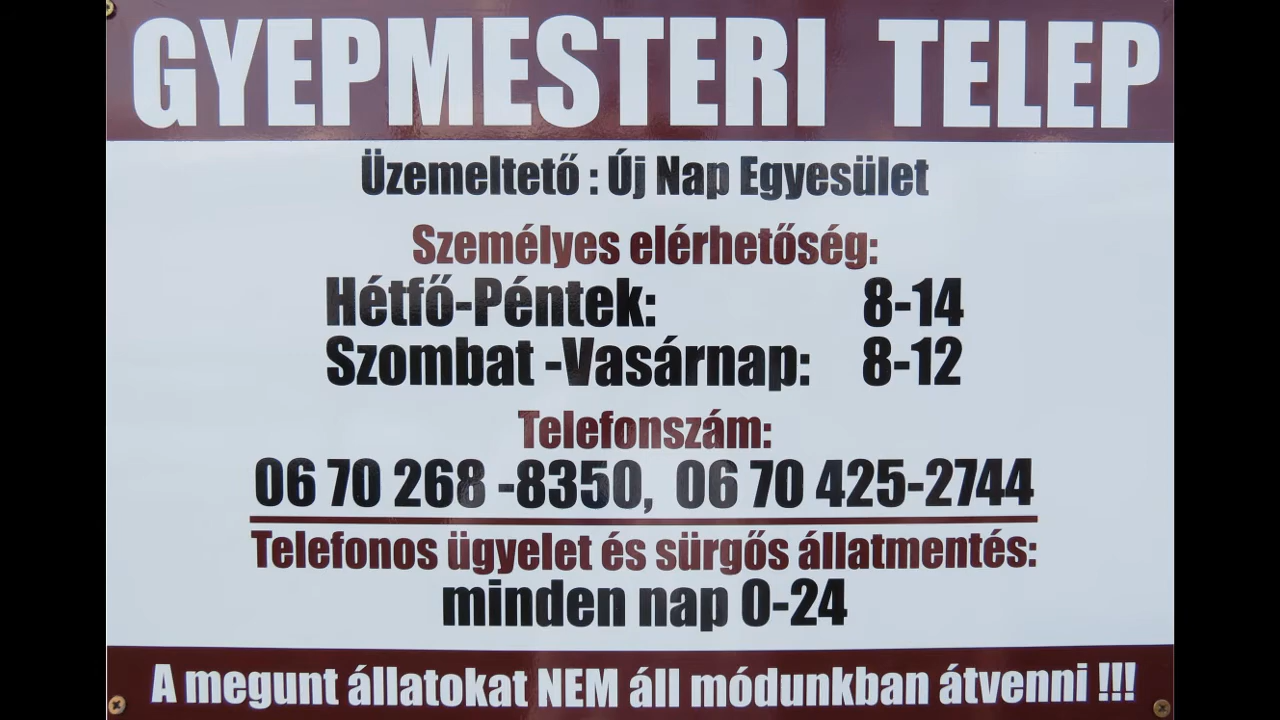 GYEPMESTERI TELEP
Üzemeltető : Új Nap Egyesület
Személyes elérhetőség:
Hétfő-Péntek: 8-14
Szombat -Vasárnap: 8-12
Telefonszám:
06 70 268 -8350, 06 70 425-2744
Telefonos ügyelet és sürgős állatmentés:
minden nap 0-24
A megunt állatokat NEM áll módunkban átvenni !!!